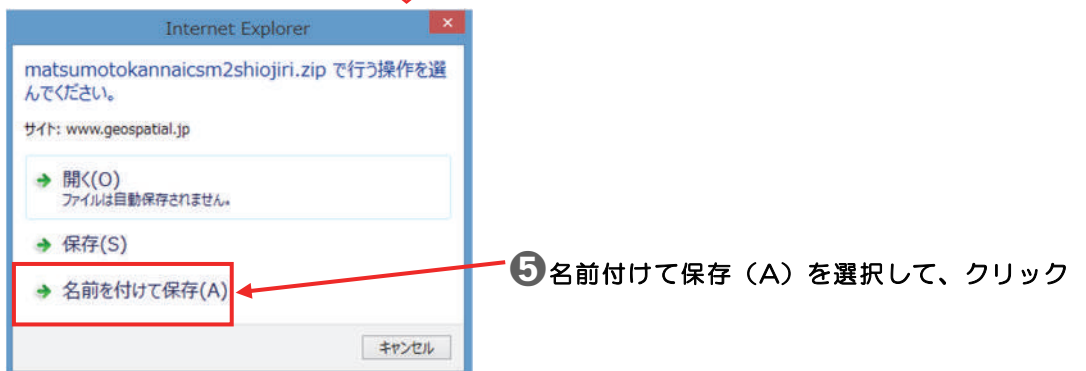 Internet Explorer
×
matsumotokannaicsm2shiojiri.zip で行う操作を選
んでください。
サイト: www.geospatial.jp
開く(O)
ファイルは自動保存されません。
保存(S)
名前を付けて保存(A)
❺名前付けて保存（A）を選択して、クリック
キャンセル